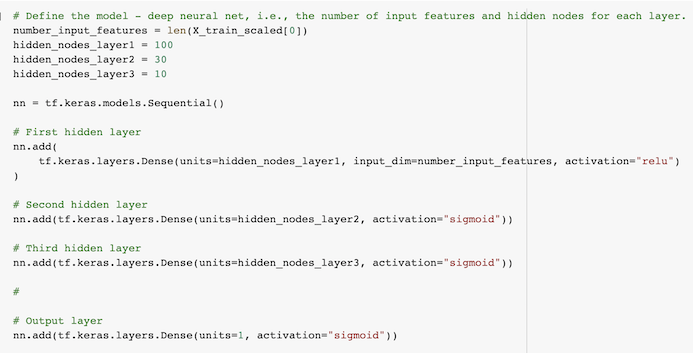 # Define the model - deep neural net, i.e., the number of input features and hidden nodes for each layer.
number_input_features = len(X_train_scaled[0])
hidden_nodes_layer1 = 100
hidden_nodes_layer2 = 30
hidden_nodes_layer3 = 10
nn = tf.keras.models.Sequential()
# First hidden layer
nn.add(
    tf.keras.layers.Dense(units=hidden_nodes_layer1, input_dim=number_input_features, activation="relu")
)
# Second hidden layer
nn.add(tf.keras.layers.Dense(units=hidden_nodes_layer2, activation="sigmoid"))
# Third hidden layer
nn.add(tf.keras.layers.Dense(units=hidden_nodes_layer3, activation="sigmoid"))
#
# Output layer
nn.add(tf.keras.layers.Dense(units=1, activation="sigmoid"))